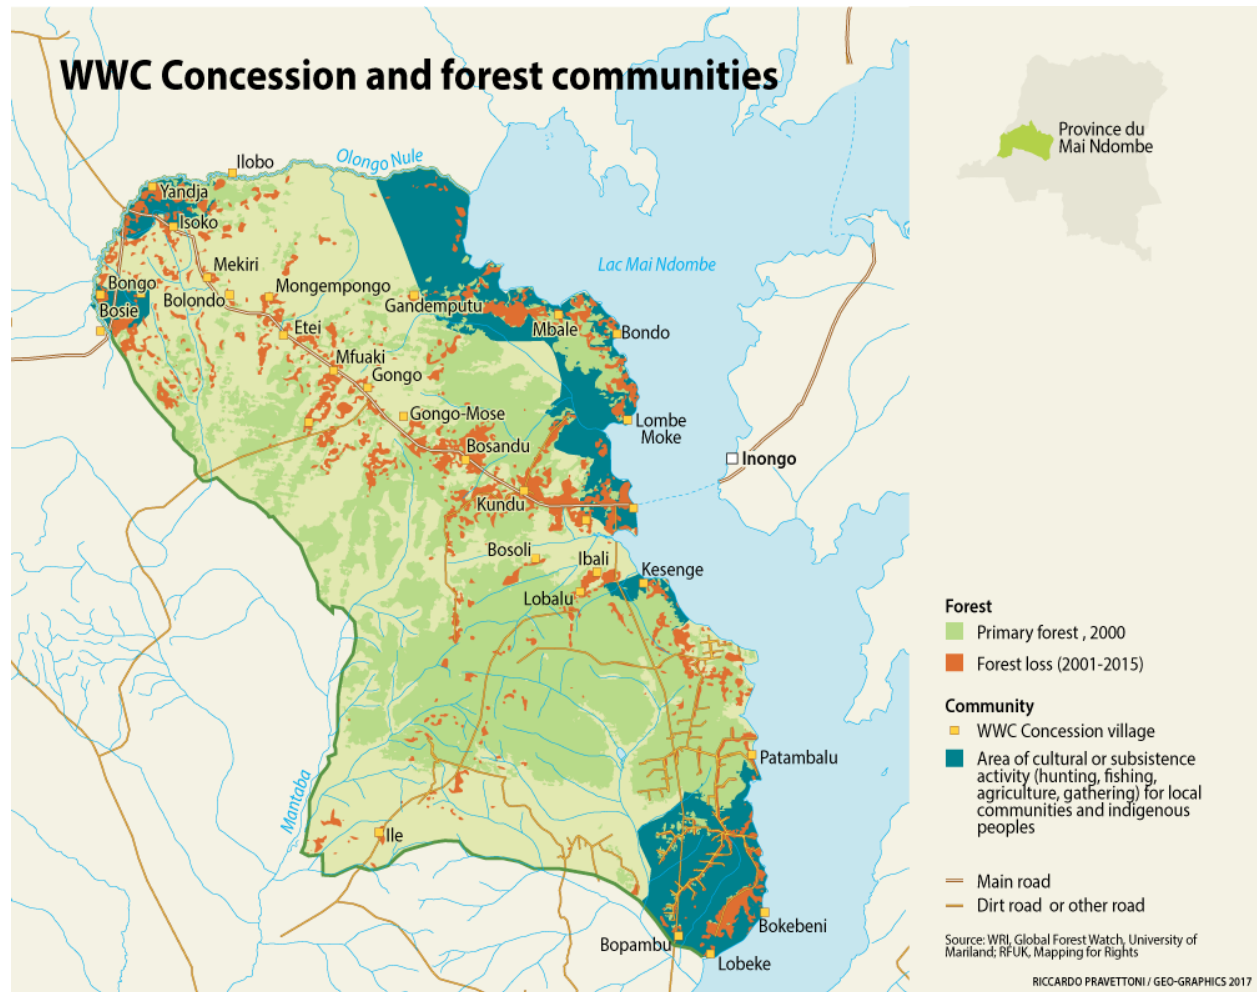 WWC Concession and forest communities
Province du
Mai Ndombe
Ilobo
Olongo Nule
Yandja
Isoko
Lac Mai Ndombe
Mekiri
Bongo
Bolondo
Mongempongo
Gandemputu
Bosie
Etei
Mbale
Bondo
Mfuaki
Gongo
Gongo-Mose
Lombe
Moke
Bosandu
Inongo
Kundu
Bosoli
Ibali
Kesenge
Lobalu
Patambalu
Mantaba
Ile
Bokebeni
Bopambu
Lobeke
Forest
Primary forest , 2000
Forest loss (2001-2015)
Community
WWC Concession village
Area of cultural or subsistence
activity (hunting, fishing,
agriculture, gathering) for local
communities and indigenous
peoples
Main road
Dirt road or other road
Source: WRI, Global Forest Watch, University of
Mariland; RFUK, Mapping for Rights
RICCARDO PRAVETTONI / GEO-GRAPHICS 2017